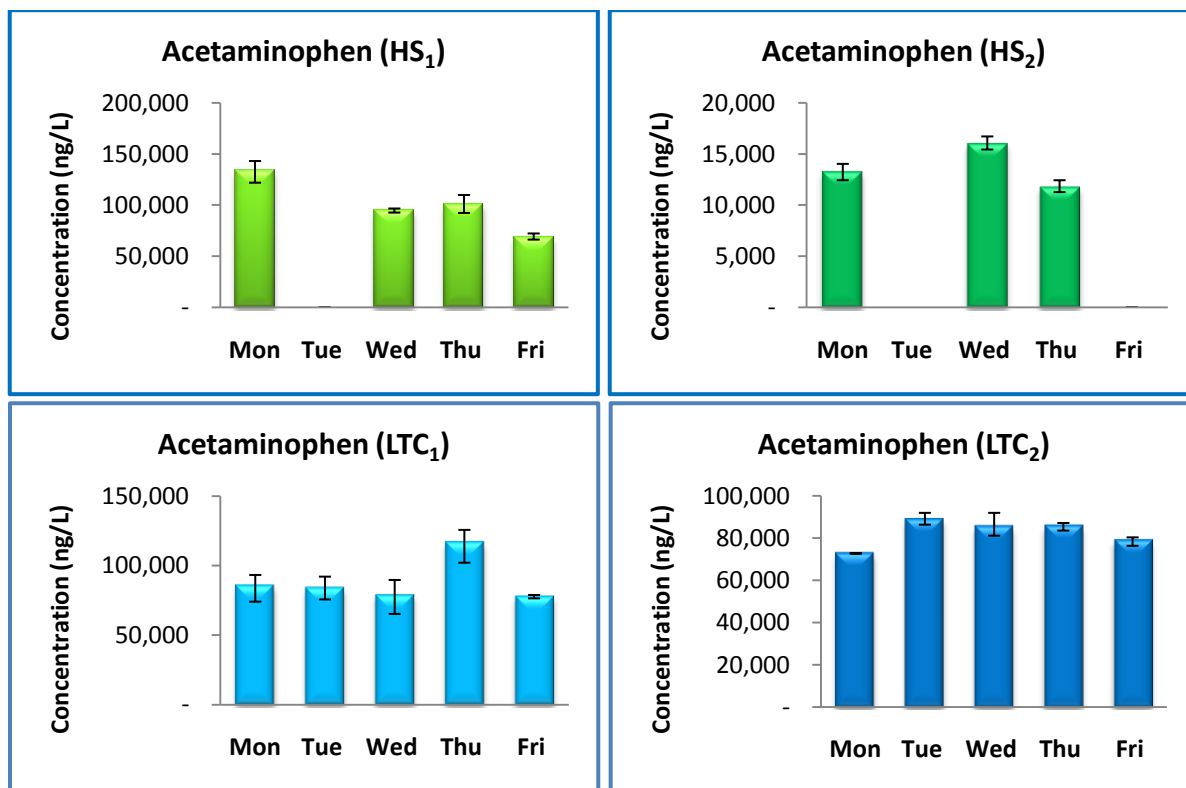 Acetaminophen (HS₁)
Concentration (ng/L)
200,000
150,000
100,000
50,000
-
Mon Tue Wed Thu Fri
Acetaminophen (HS₂)
Concentration (ng/L)
20,000
15,000
10,000
5,000
-
Mon Tue Wed Thu Fri
Acetaminophen (LTC₁)
Concentration (ng/L)
150,000
100,000
50,000
-
Mon Tue Wed Thu Fri
Acetaminophen (LTC₂)
Concentration (ng/L)
100,000
80,000
60,000
40,000
20,000
-
Mon Tue Wed Thu Fri